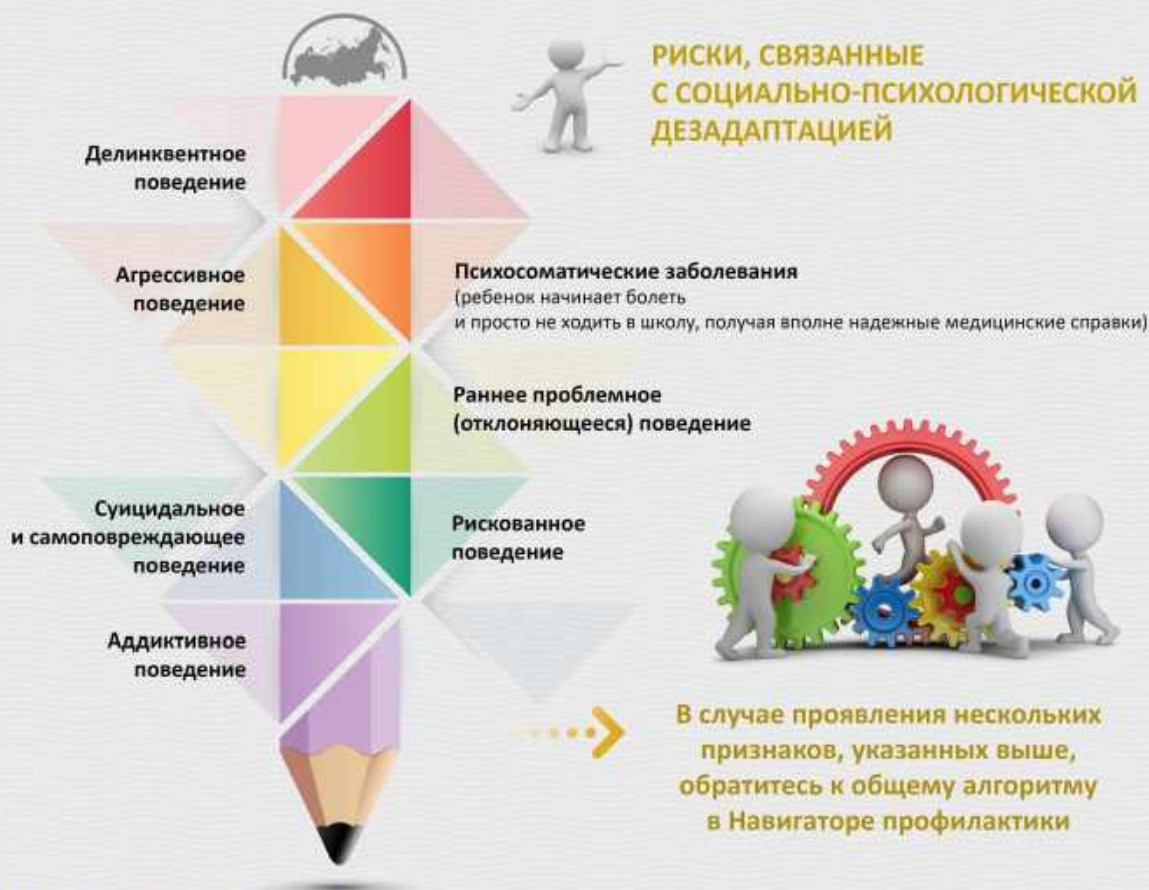 РИСКИ, СВЯЗАННЫЕ
С СОЦИАЛЬНО-ПСИХОЛОГИЧЕСКОЙ
ДЕЗАДАПТАЦИЕЙ
Делинквентное
поведение
Агрессивное
поведение
Психосоматические заболевания
(ребенок начинает болеть
и просто не ходить в школу, получая вполне надежные медицинские справки)
Раннее проблемное
(отклоняющееся) поведение
Суицидальное
и самоповреждающее
поведение
Рискованное
поведение
Аддиктивное
поведение
В случае проявления нескольких
признаков, указанных выше,
обратитесь к общему алгоритму
в Навигаторе профилактики